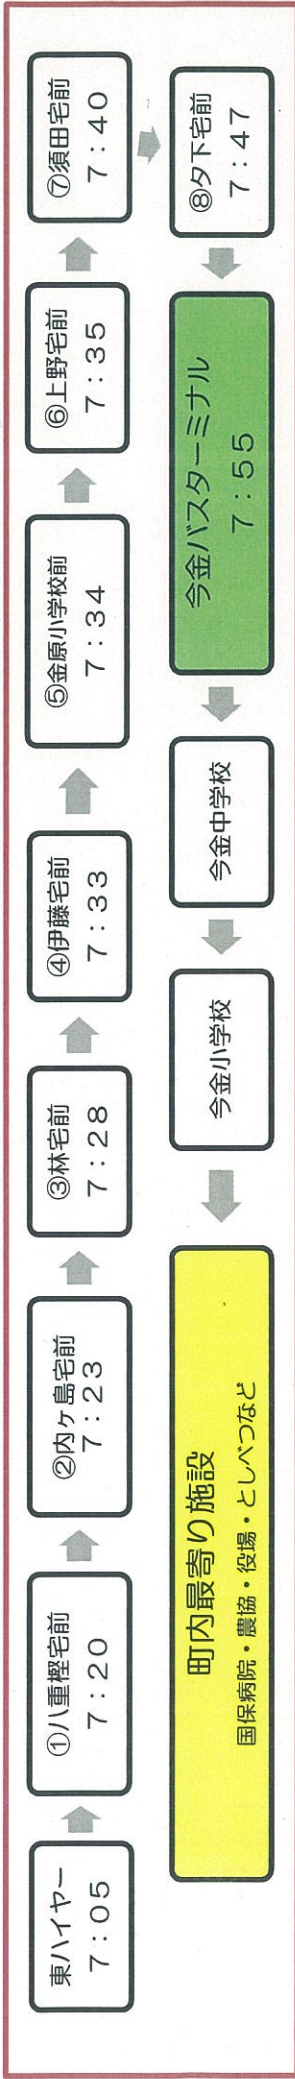 東ハイヤー
7：05
①八重樫宅前
7：20
②内ヶ島宅前
7：23
③林宅前
7：28
④伊藤宅前
7：33
⑤金原小学校前
7：34
⑥上野宅前
7：35
⑦須田宅前
7：40
⑧夕下宅前
7：47
今金バスターミナル
7：55
今金中学校
今金小学校
町内最寄り施設
国保病院・農協・役場・としべつなど